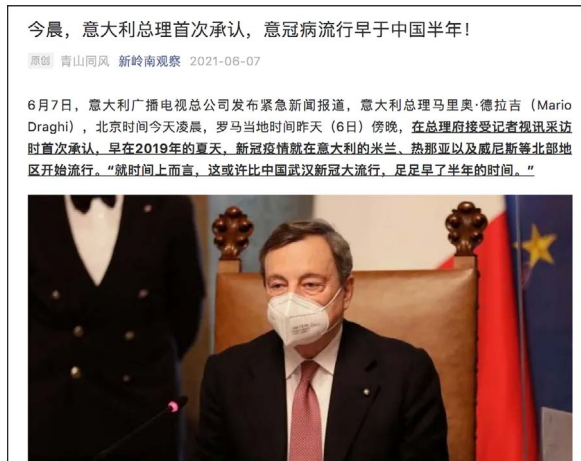 今晨，意大利总理首次承认，意冠病流行早于中国半年！
原创 青山同风 新岭南观察 2021-06-07
6月7日，意大利广播电视总公司发布紧急新闻报道，意大利总理马里奥·德拉吉（Mario
Draghi），北京时间今天凌晨，罗马当地时间昨天（6日）傍晚，在总理府接受记者视讯采访
时首次承认，早在2019年的夏天，新冠疫情就在意大利的米兰、热那亚以及威尼斯等北部地
区开始流行。“就时间上而言，这或许比中国武汉新冠大流行，足足早了半年的时间。”